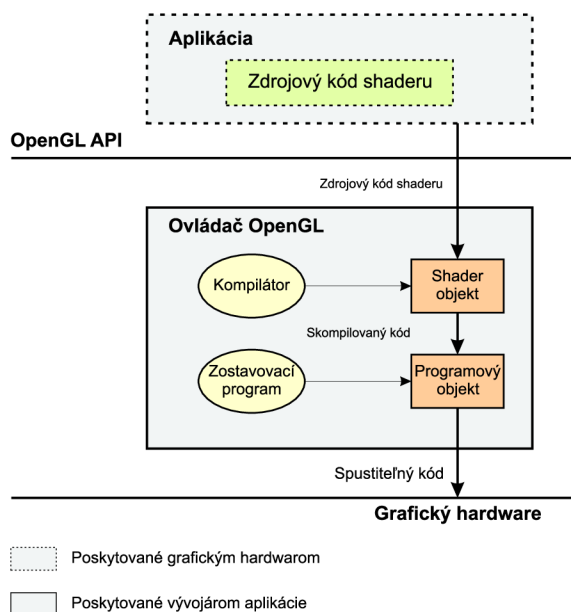 Aplikácia
Zdrojový kód shaderu
OpenGL API
Zdrojový kód shaderu
Ovládač OpenGL
Kompilátor
Shader
objekt
Skompilovaný kód
Zostavovací
program
Programový
objekt
Spustiteľný kód
Grafický hardware
Poskytované grafickým hardwarom
Poskytované vývojárom aplikácie